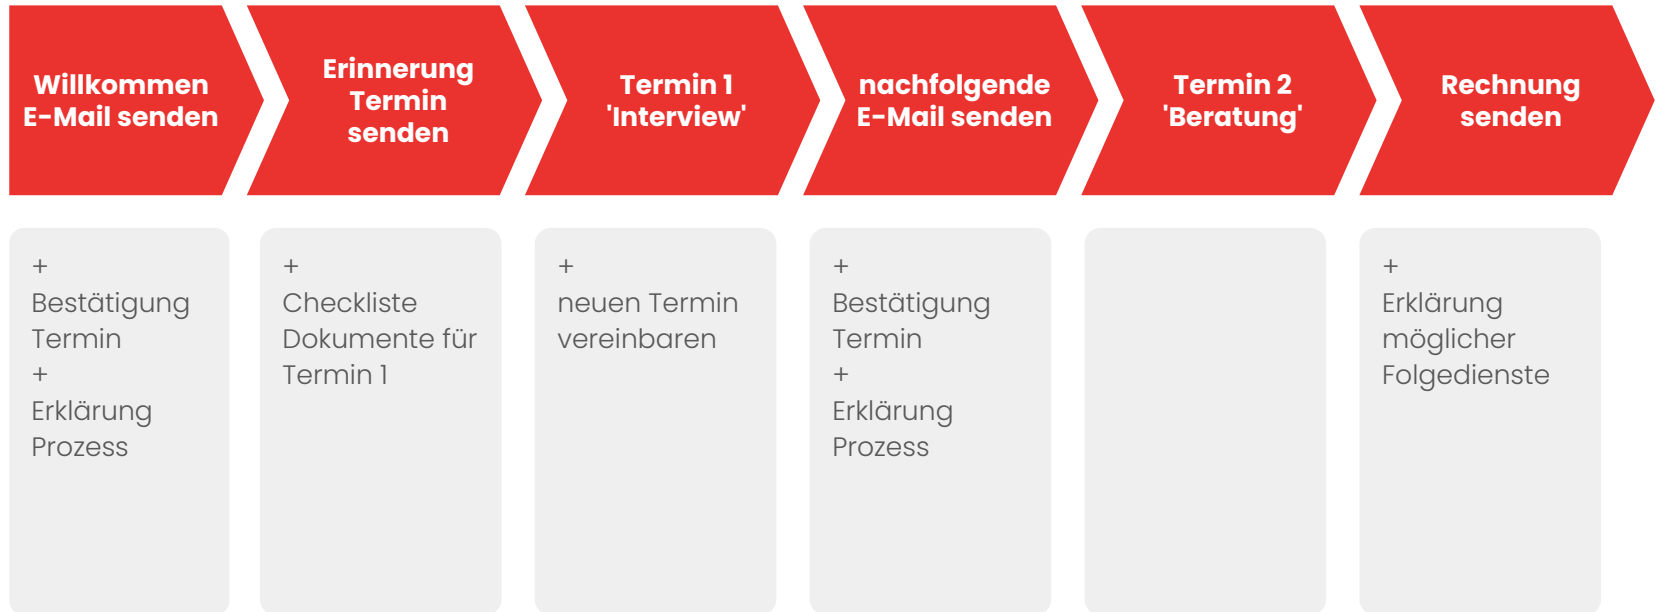 Willkommen
E-Mail senden
Erinnerung
Termin
senden
Termin 1
'Interview'
nachfolgende
E-Mail senden
Termin 2
'Beratung'
Rechnung
senden
+
Bestätigung
Termin
+
Erklärung
Prozess
+
Checkliste
Dokumente für
Termin 1
+
neuen Termin
vereinbaren
+
Bestätigung
Termin
+
Erklärung
Prozess
+
Erklärung
möglicher
Folgedienste